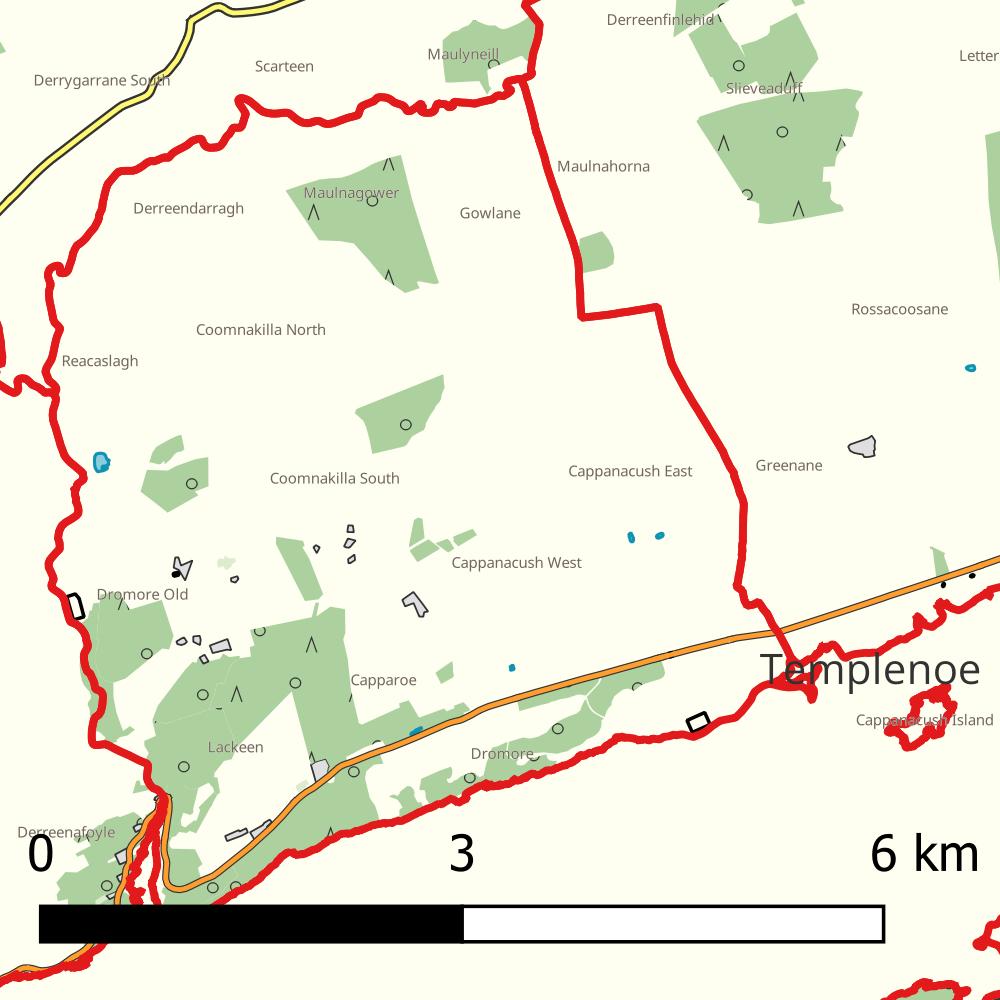 Derreenfinlehid
Maulyneill
Letter
Scarteen
Derrygarrane South
Slieveaduff
Maulnahorna
Maulnagower
Derreendarragh
Gowlane
Rossacoosane
Coomnakilla North
Reacaslagh
Greenane
Cappanacush East
Coomnakilla South
Cappanacush West
Dromore Old
Templenoe
Capparoe
Cappanacush Island
Lackeen
Dromore
Derreenafoyle
0 3 6 km